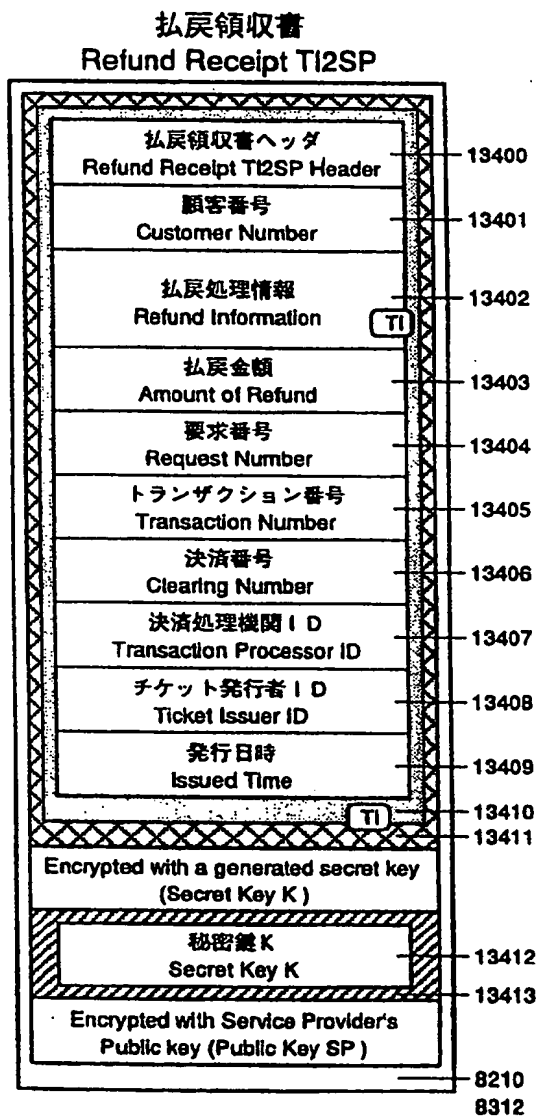 払戻領収書
Refund Receipt TI2SP
払戻領収書ヘッダ
Refund Receipt TI2SP Header
13400
顧客番号
Customer Number
13401
払戻処理情報
Refund Information
TI
13402
払戻金額
Amount of Refund
13403
要求番号
Request Number
13404
トランザクション番号
Transaction Number
13405
決済番号
Clearing Number
13406
決済処理機関ID
Transaction Processor ID
13407
チケット発行者ID
Ticket Issuer ID
13408
発行日時
Issued Time
13409
TI
13410
13411
Encrypted with a generated secret key
(Secret Key K )
秘密鍵K
Secret Key K
13412
13413
Encrypted with Service Provider's
Public key (Public Key SP )
8210
8312